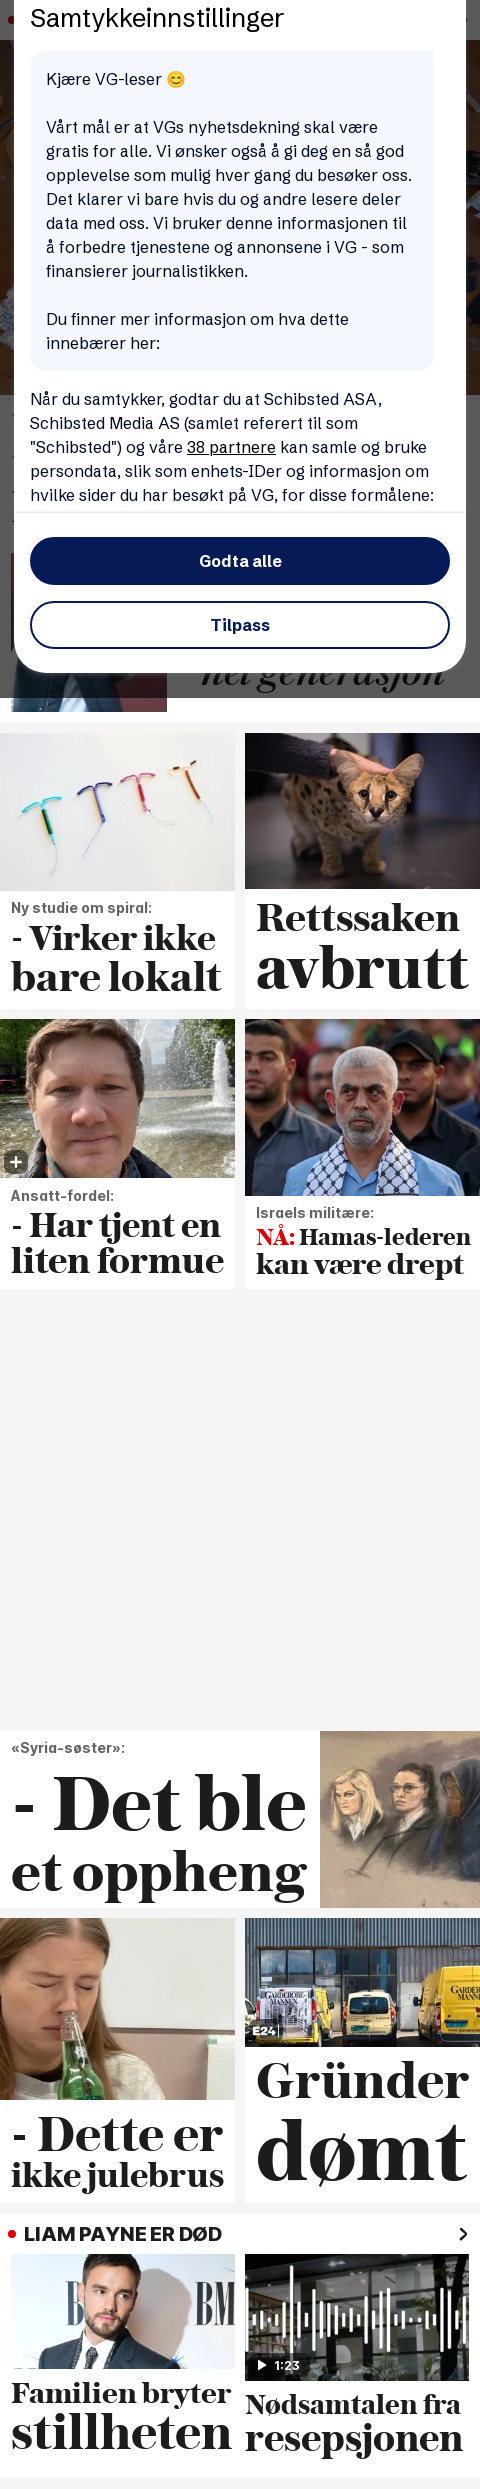 Samtykkeinnstillinger
Kjære VG-leser 😊
Vårt mål er at VGs nyhetsdekning skal være
gratis for alle. Vi ønsker også å gi deg en så god
opplevelse som mulig hver gang du besøker oss.
Det klarer vi bare hvis du og andre lesere deler
data med oss. Vi bruker denne informasjonen til
å forbedre tjenestene og annonsene i VG - som
finansierer journalistikken.
Du finner mer informasjon om hva dette
innebærer her:
Når du samtykker, godtar du at Schibsted ASA,
Schibsted Media AS (samlet referert til som
"Schibsted") og våre 38 partnere kan samle og bruke
persondata, slik som enhets-IDer og informasjon om
hvilke sider du har besøkt på VG, for disse formålene:
Godta alle
Tilpass
hel generasjon
Ny studie om spiral:
- Virker ikke
bare lokalt
Rettssaken
avbrutt
Ansatt-fordel:
- Har tjent en
liten formue
Israels militære:
NÅ: Hamas-lederen
kan være drept
«Syria-søster»:
- Det ble
et oppheng
- Dette er
ikke julebrus
GARDEROBE-
MANNEN
GARDEROBE
MANNEN
E24
Gründer
dømt
LIAM PAYNE ER DØD
BM
Familien bryter
stillheten
1:23
Nødsamtalen fra
resepsjonen